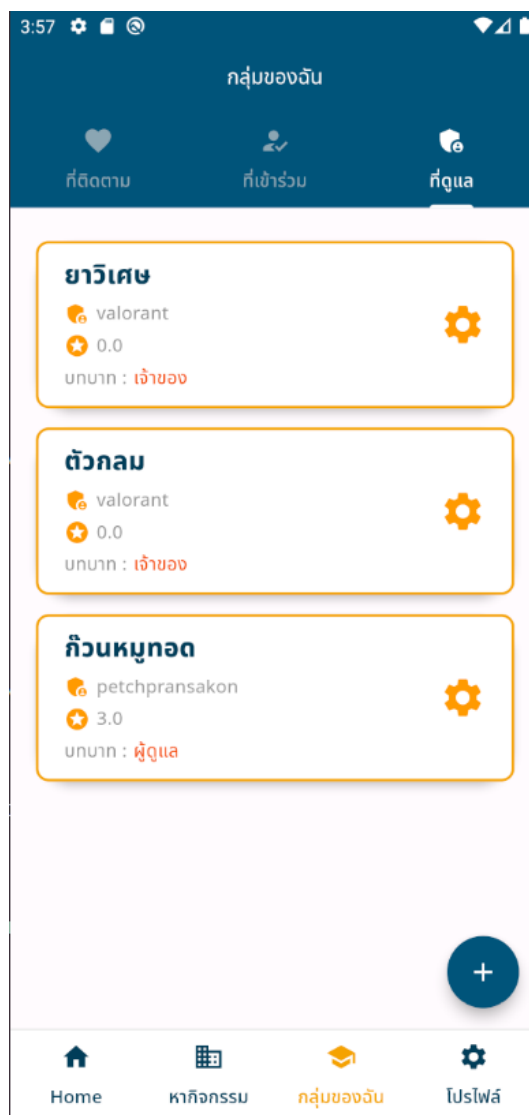 3:57
กลุ่มของฉัน
ที่ติดตาม ที่เข้าร่วม ที่ดูแล
ยาวิเศษ
valorant
0.0
บทบาท : เจ้าของ
ตัวกลม
valorant
0.0
บทบาท : เจ้าของ
ก๊วนหมูทอด
petchpransakon
3.0
บทบาท : ผู้ดูแล
+
Home หากิจกรรม กลุ่มของฉัน โปรไฟล์